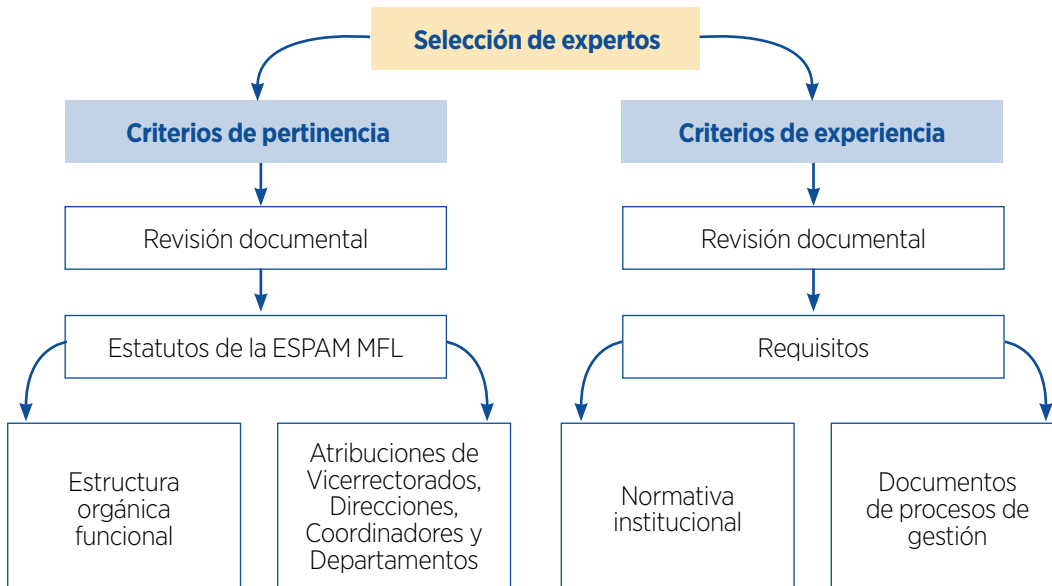 Selección de expertos
Criterios de pertinencia
Criterios de experiencia
Revisión documental
Revisión documental
Estatutos de la ESPAM MFL
Requisitos
Estructura
orgánica
funcional
Atribuciones de
Vicerrectorados,
Direcciones,
Coordinadores y
Departamentos
Normativa
institucional
Documentos
de procesos de
gestión